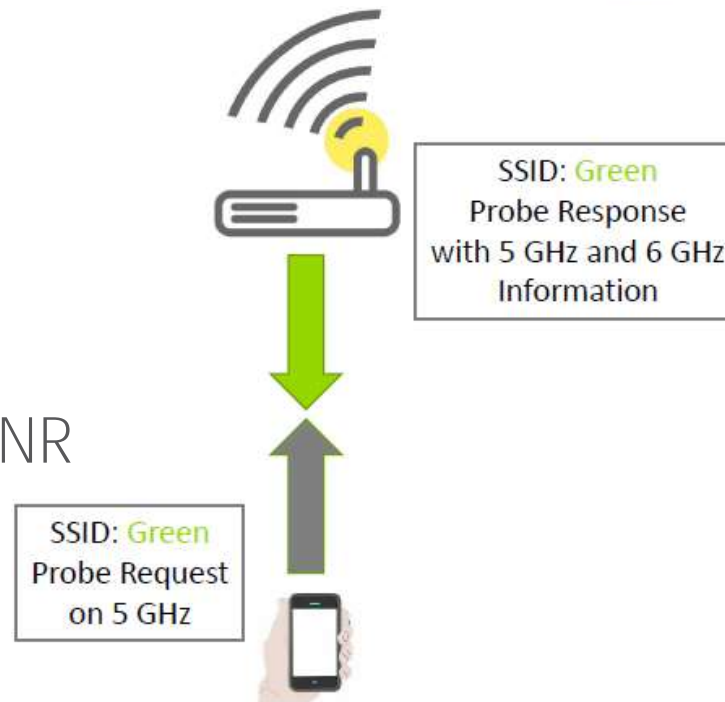 SSID: Green
Probe Response
with 5 GHz and 6 GHz
Information
NR
SSID: Green
Probe Request
on 5 GHz